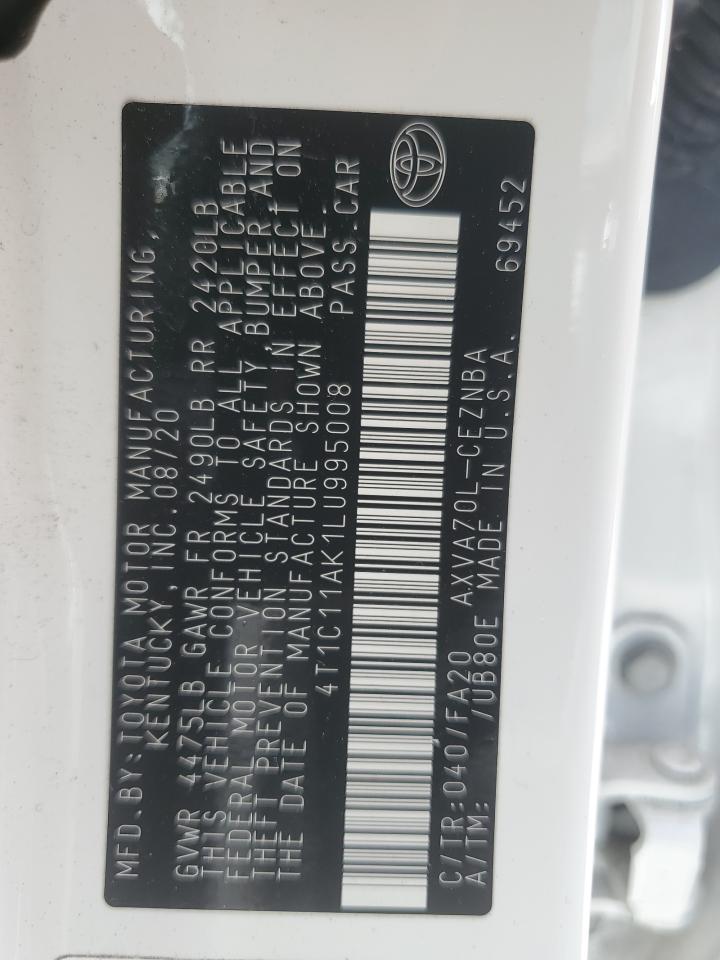 MFD.BY:TOYOTA MOTOR MANUFACTURING,
KENTUCKY,INC.08/20
GVWR 4475LB GAWR FR 2490LB RR 2420LB
THIS VEHICLE CONFORMS TO ALL APPLICABLE
FEDERAL MOTOR VEHICLE SAFETY,BUMPER,AND
THEFT PREVENTION STANDARDS IN EFFECT ON
THE DATE OF MANUFACTURE SHOWN ABOVE.
4T1C11AK1LU995008 PASS.CAR
C/TR:040/FA20 AXVA70L-CEZNBA
A/TM: /UB80E MADE IN U.S.A. 69452